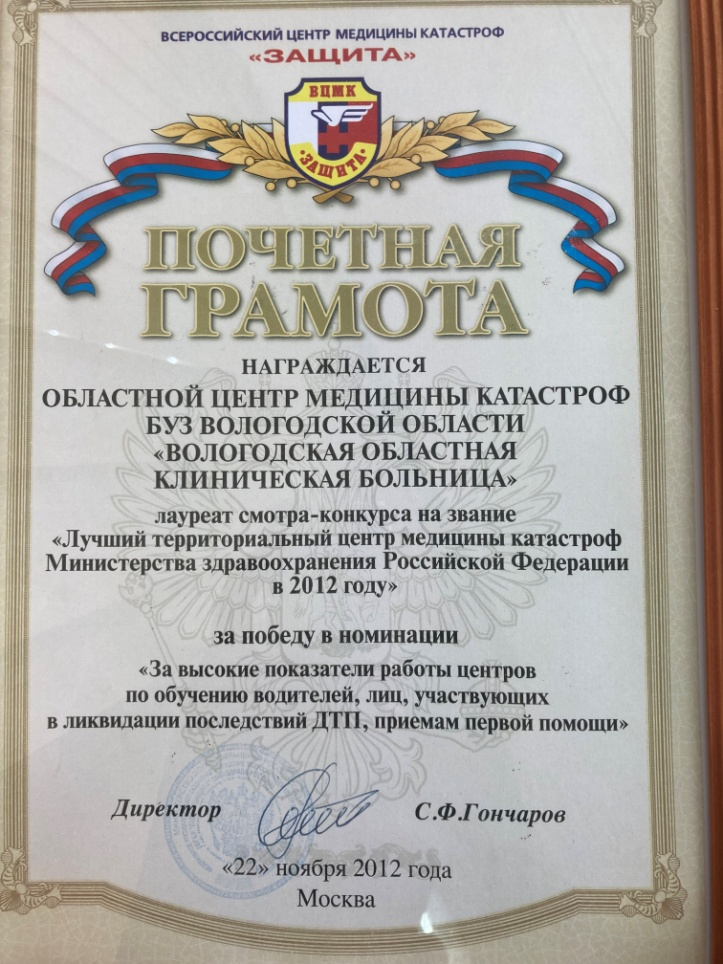 ВСЕРОССИЙСКИЙ ЦЕНТР МЕДИЦИНЫ КАТАСТРОФ
«ЗАЩИТА»
ВЦМК
ЗАЩИТА
ПОЧЕТНАЯ
ГРАМОТА
НАГРАЖДАЕТСЯ
ОБЛАСТНОЙ ЦЕНТР МЕДИЦИНЫ КАТАСТРОФ
БУЗ ВОЛОГОДСКОЙ ОБЛАСТИ
«ВОЛОГОДСКАЯ ОБЛАСТНАЯ
КЛИНИЧЕСКАЯ БОЛЬНИЦА»
лауреат смотра-конкурса на звание
«Лучший территориальный центр медицины катастроф
Министерства здравоохранения Российской Федерации
в 2012 году»
за победу в номинации
«За высокие показатели работы центров
по обучению водителей, лиц, участвующих
в ликвидации последствий ДТП, приемам первой помощи»
Директор С.Ф.Гончаров
«22» ноября 2012 года
Москва